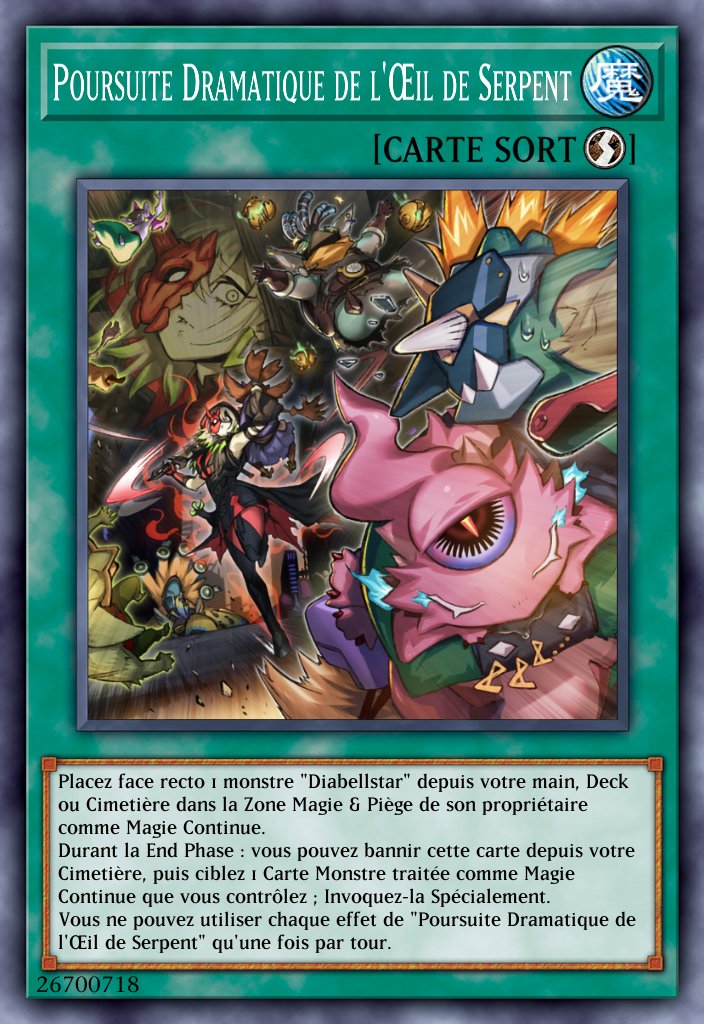 POURSUITE DRAMATIQUE DE L'ŒIL DE SERPENT 魔
[CARTE SORT]
Placez face recto 1 monstre "Diabellstar" depuis votre main, Deck
ou Cimetière dans la Zone Magie & Piège de son propriétaire
comme Magie Continue.
Durant la End Phase : vous pouvez bannir cette carte depuis votre
Cimetière, puis ciblez 1 Carte Monstre traitée comme Magie
Continue que vous contrôlez ; Invoquez-la Spécialement.
Vous ne pouvez utiliser chaque effet de "Poursuite Dramatique de
l'Œil de Serpent" qu'une fois par tour.
26700718